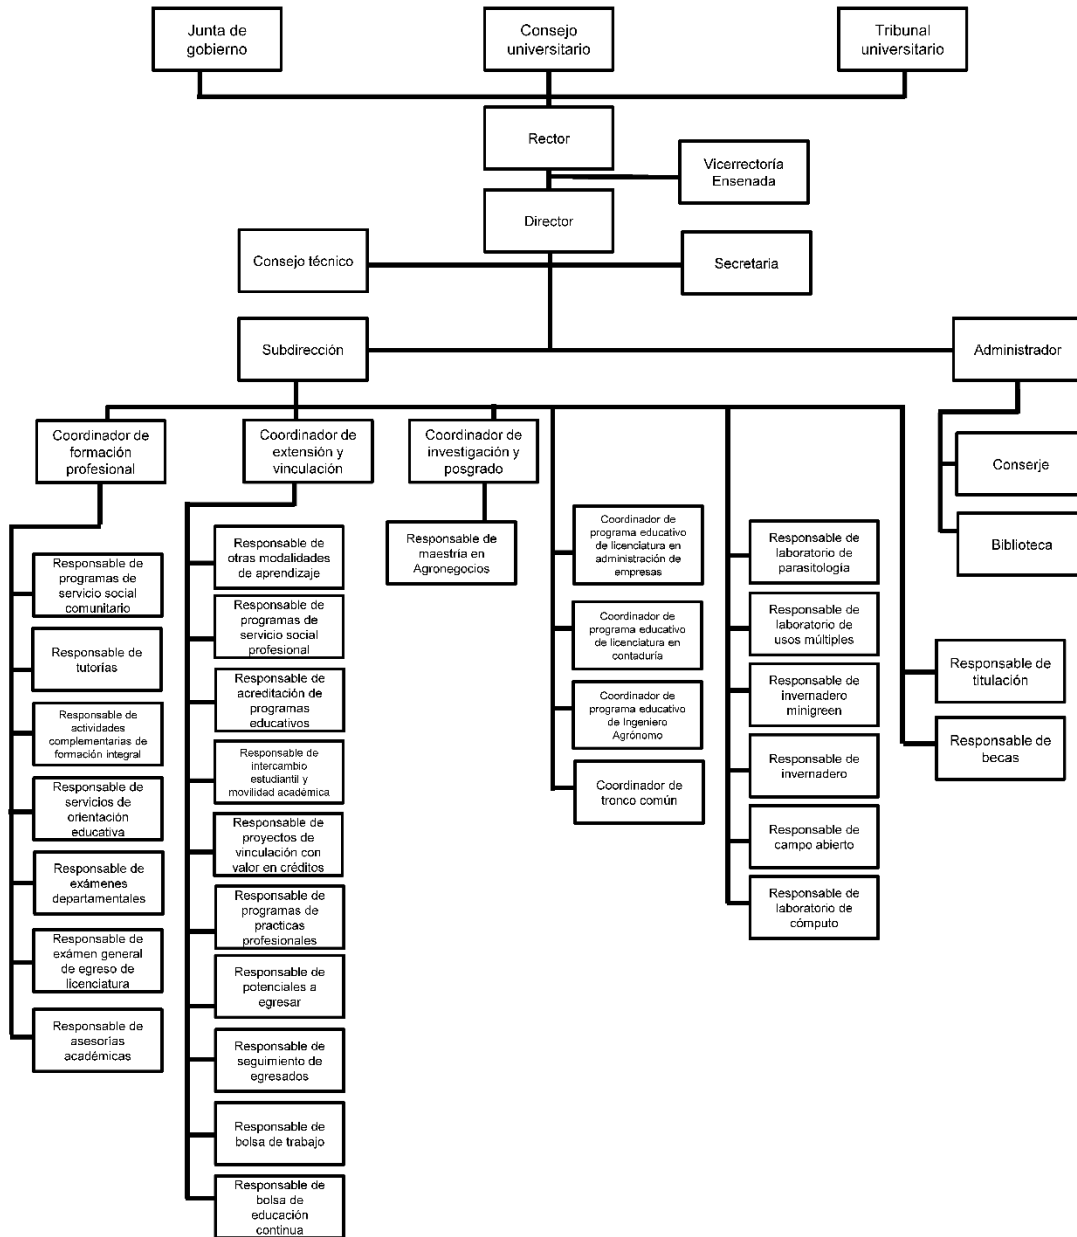 Junta de
gobierno
Consejo
universitario
Tribunal
universitario
Rector
Vicerrectoría
Ensenada
Director
Consejo técnico
Secretaria
Subdirección
Administrador
Coordinador de
formación
profesional
Coordinador de
extensión y
vinculación
Coordinador de
investigación y
posgrado
Conserje
Biblioteca
Responsable de
programas de
servicio social
comunitario
Responsable de
tutorías
Responsable de
actividades
complementarias de
formación integral
Responsable de
servicios de
orientación
educativa
Responsable de
exámenes
departamentales
Responsable de
exámen general
de egreso de
licenciatura
Responsable de
asesorías
académicas
Responsable de
otras modalidades
de aprendizaje
Responsable de
programas de
servicio social
profesional
Responsable de
acreditación de
programas
educativos
Responsable de
intercambio
estudiantil y
movilidad académica
Responsable de
proyectos de
vinculación con
valor en créditos
Responsable de
programas de
practicas
profesionales
Responsable de
potenciales a
egresar
Responsable de
seguimiento de
egresados
Responsable de
bolsa de trabajo
Responsable de
bolsa de
educación
continua
Responsable de
maestría en
Agronegocios
Coordinador de
programa educativo
de licenciatura en
administración de
empresas
Coordinador de
programa educativo
de licenciatura en
contaduría
Coordinador de
programa educativo
de Ingeniero
Agrónomo
Coordinador de
tronco común
Responsable de
laboratorio de
parasitología
Responsable de
laboratorio de
usos múltiples
Responsable de
invernadero
minigreen
Responsable de
invernadero
Responsable de
campo abierto
Responsable de
laboratorio de
cómputo
Responsable de
titulación
Responsable de
becas